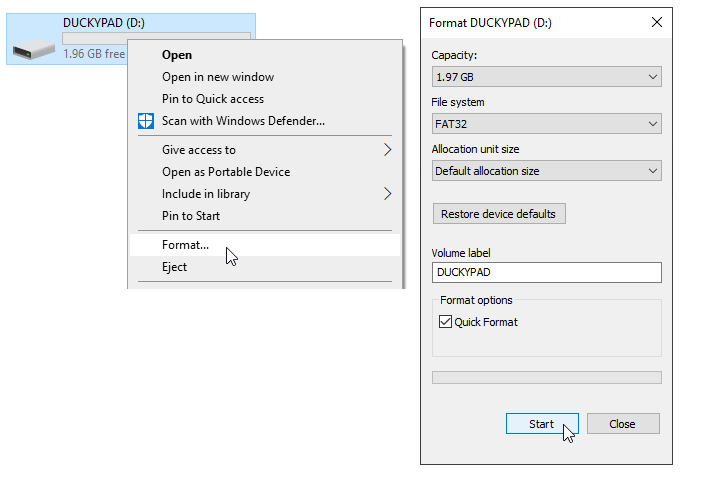 DUCKYPAD (D:)
1.96 GB free
Open
Open in new window
Pin to Quick access
Scan with Windows Defender...
Give access to
Open as Portable Device
Include in library
Pin to Start
Format...
Eject
Format DUCKYPAD (D:)
Capacity:
1.97 GB
File system
FAT32
Allocation unit size
Default allocation size
Restore device defaults
Volume label
DUCKYPAD
Format options
Quick Format
Start
Close